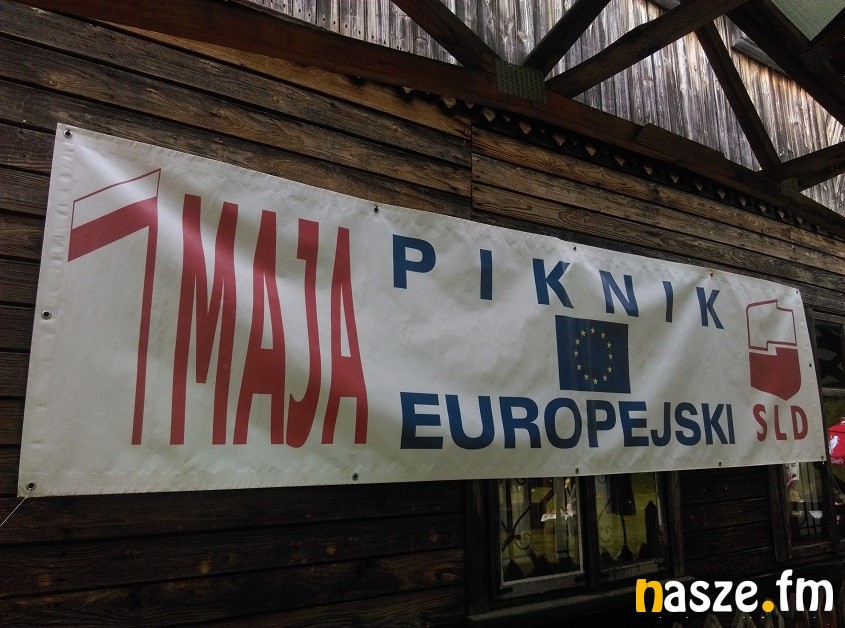 1 MAJA
PIKNIK
EUROPEJSKI
SLD
nasze.fm